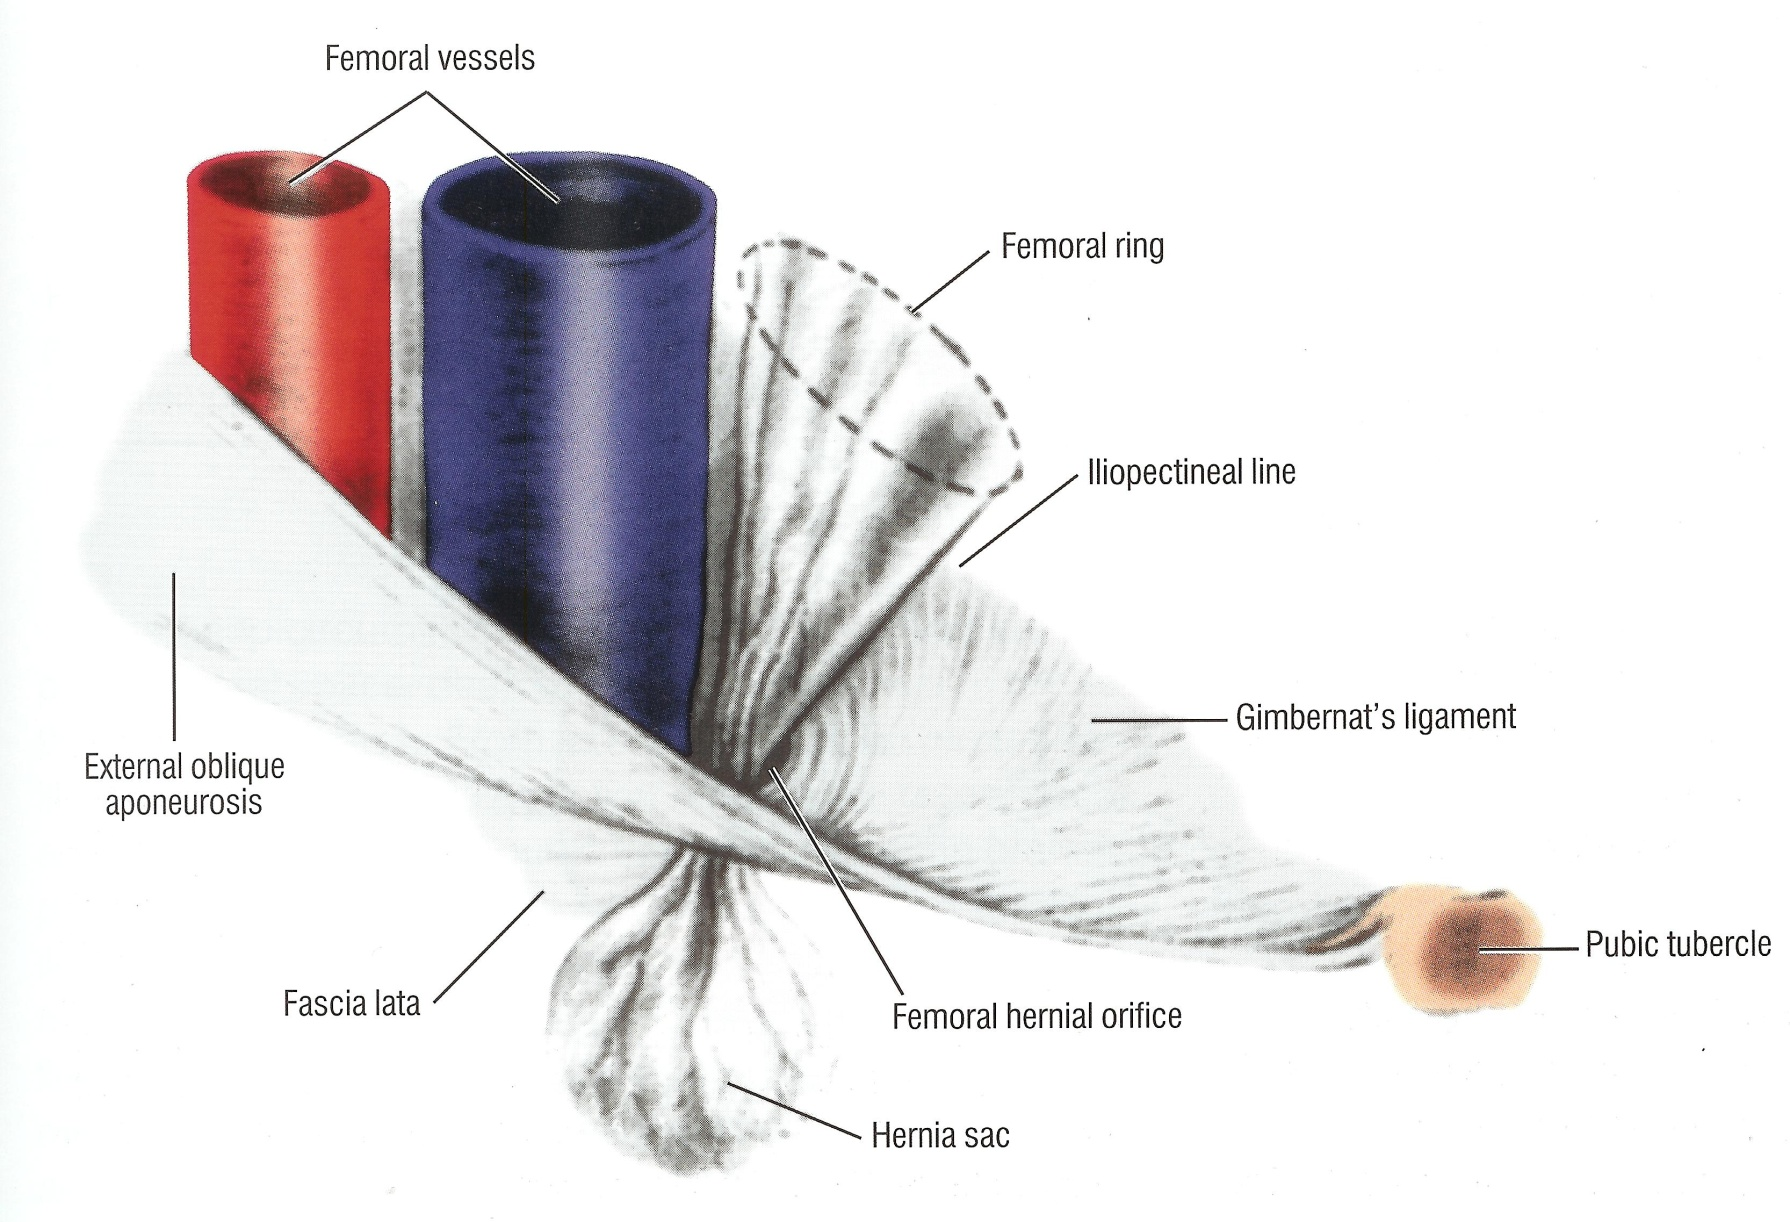 Femoral vessels
Femoral ring
Iliopectineal line
Gimbernat's ligament
External oblique
aponeurosis
Pubic tubercle
Fascia lata
Femoral hernial orifice
Hernia sac